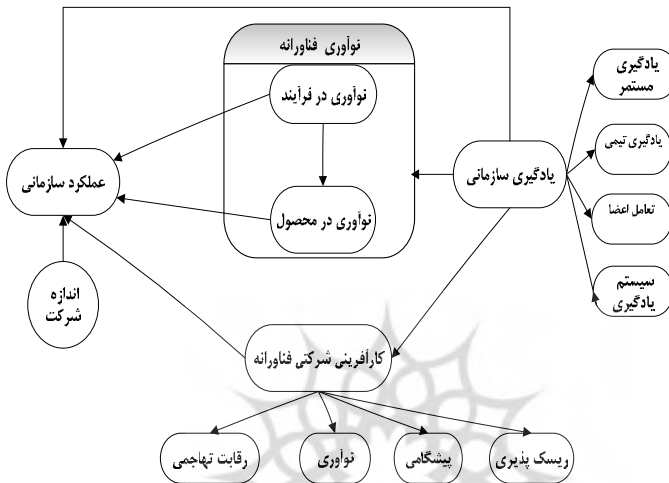 نوآوری فناورانه
یادگیری
مستمر
نوآوری در فرآیند
یادگیری تیمی
یادگیری سازمانی
عملکرد سازمانی
نوآوری در محصول
تعامل اعضا
سیستم
یادگیری
اندازه
شرکت
کارآفرینی شرکتی فناورانه
ریسک پذیری
پیشگامی
نوآوری
رقابت تهاجمی